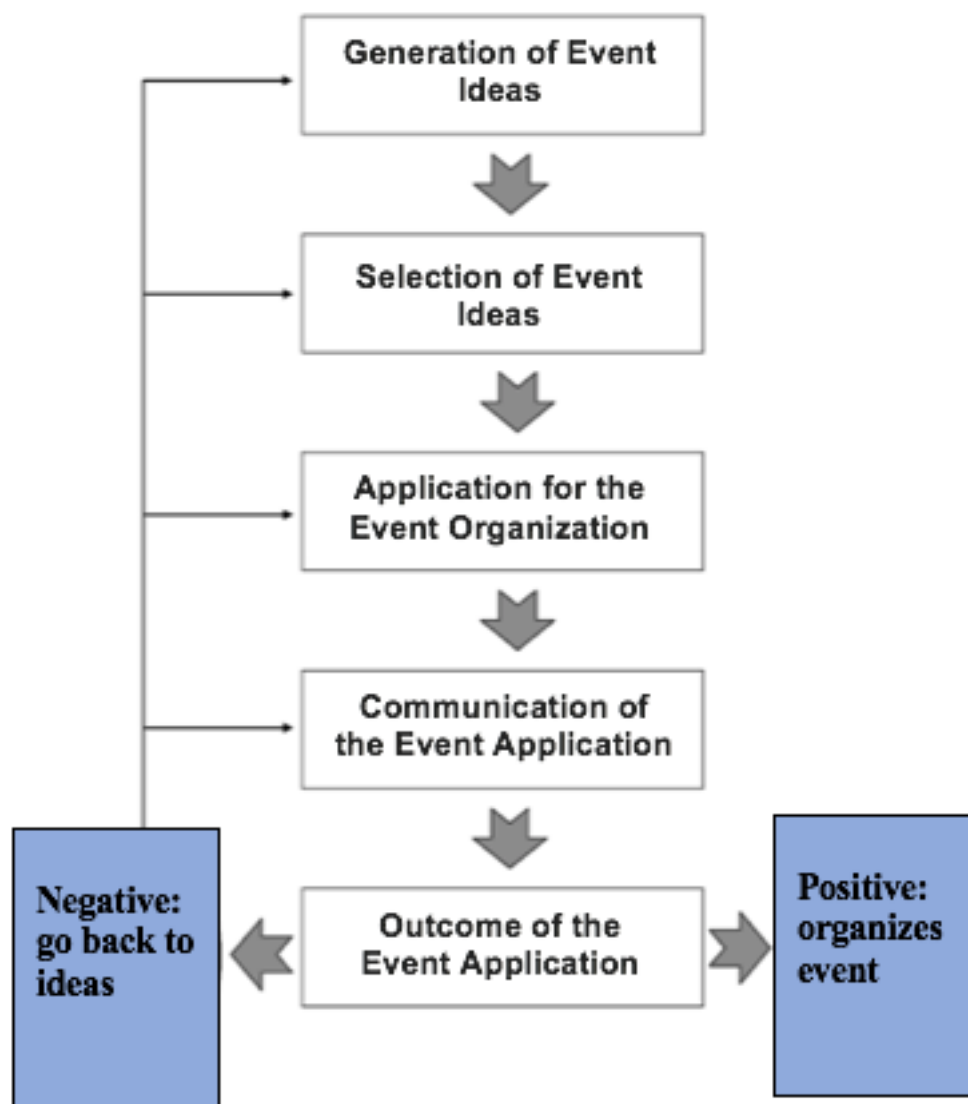 Generation of Event
Ideas
Selection of Event
Ideas
Application for the
Event Organization
Communication of
the Event Application
Negative:
go back to
ideas
Outcome of the
Event Application
Positive:
organizes
event